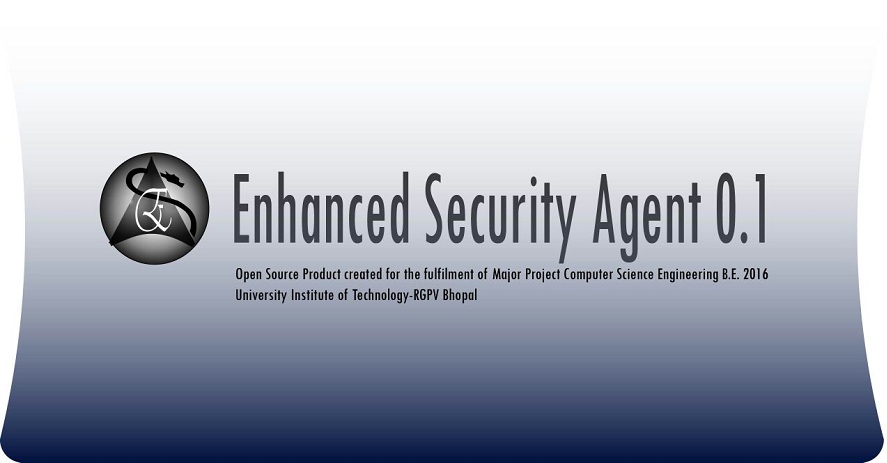 Enhanced Security Agent 0.1
Open Source Product created for the fulfilment of Major Project Computer Science Engineering B.E. 2016
University Institute of Technology-RGPV Bhopal